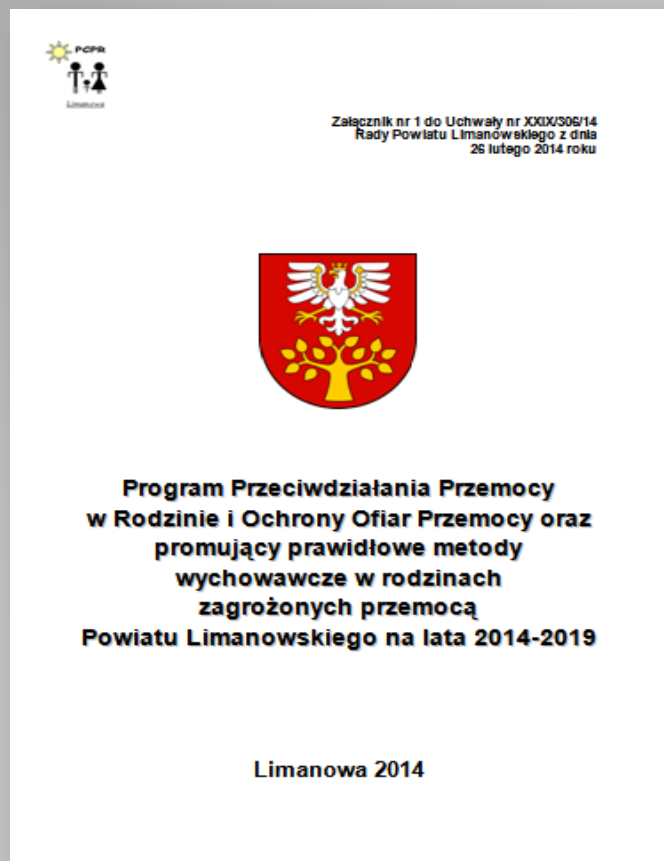 PCPR
Limanowa
Załącznik nr 1 do Uchwały nr XXIX/306/14
Rady Powiatu Limanowskiego z dnia
26 lutego 2014 roku
Program Przeciwdziałania Przemocy
w Rodzinie i Ochrony Ofiar Przemocy oraz
promujący prawidłowe metody
wychowawcze w rodzinach
zagrożonych przemocą
Powiatu Limanowskiego na lata 2014-2019
Limanowa 2014